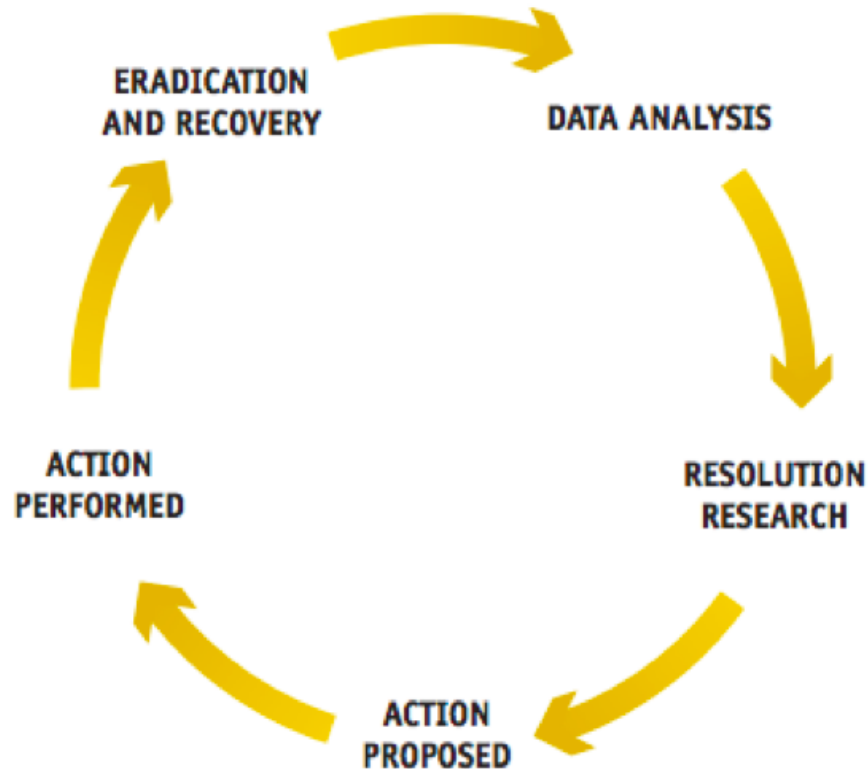 ERADICATION
AND RECOVERY
DATA ANALYSIS
RESOLUTION
RESEARCH
ACTION
PROPOSED
ACTION
PERFORMED